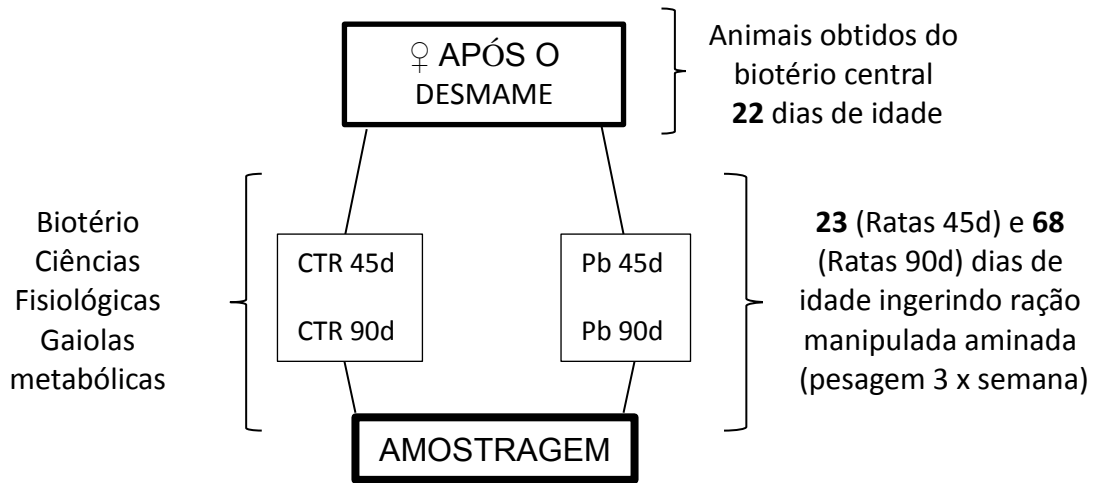 ♀ APÓS O
DESMAME
Animais obtidos do
biotério central
22 dias de idade
Biotério
Ciências
Fisiológicas
Gaiolas
metabólicas
CTR 45d
CTR 90d
Pb 45d
Pb 90d
23 (Ratas 45d) e 68
(Ratas 90d) dias de
idade ingerindo ração
manipulada aminada
(pesagem 3 x semana)
AMOSTRAGEM